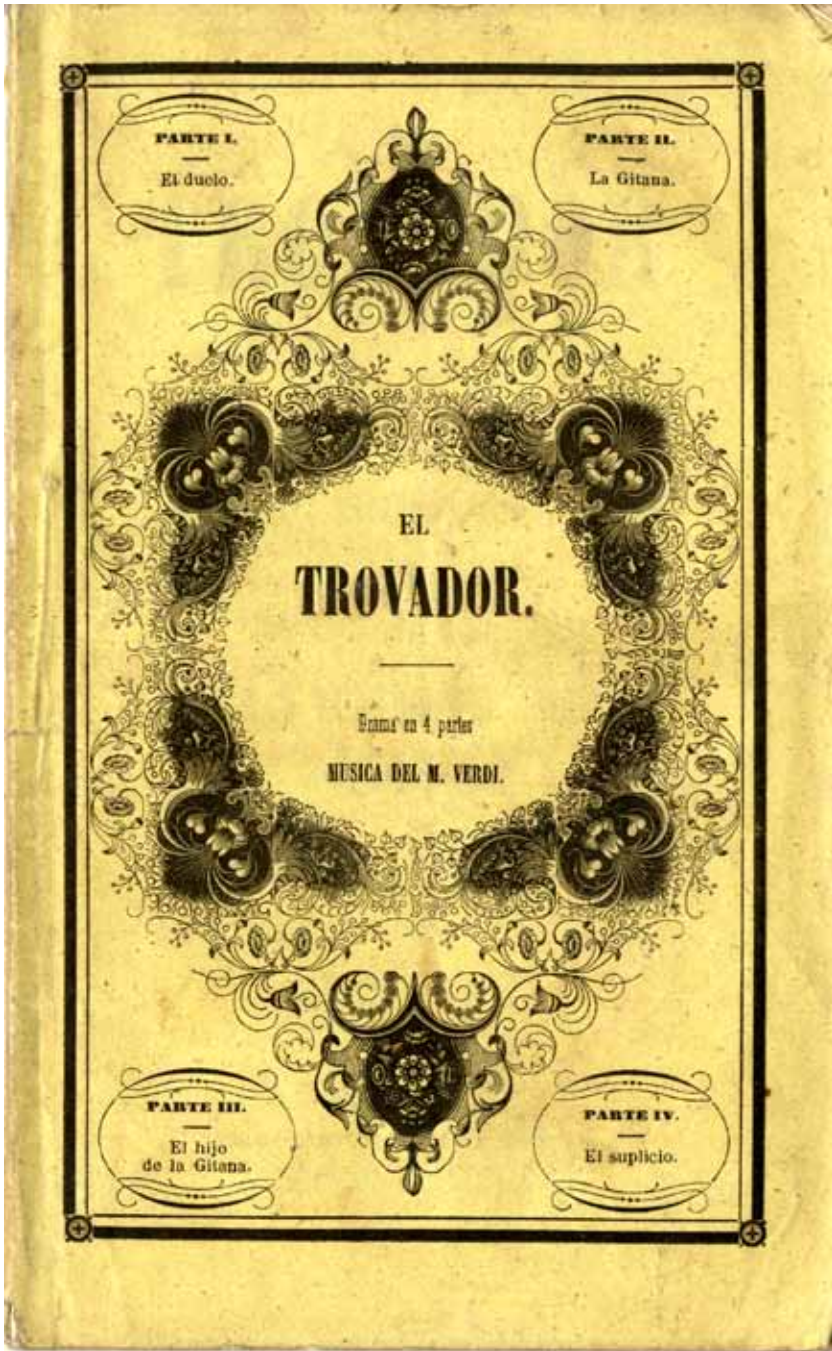 PARTE I.
El duelo.
PARTE II.
La Gitana.
EL
TROVADOR.
Drama en 4 partes
MUSICA DEL M. VERDI.
PARTE III.
El hijo
de la Gitana.
PARTE IV.
El suplicio.